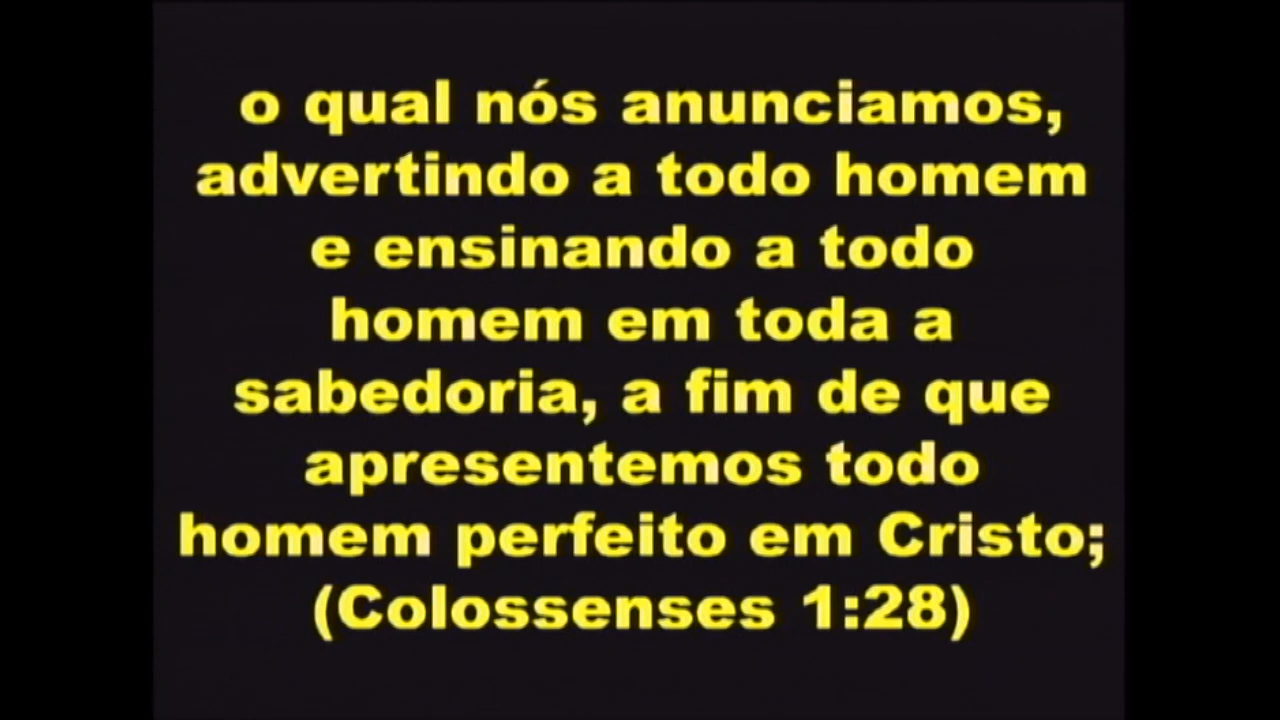 o qual nós anunciamos,
advertindo a todo homem
e ensinando a todo
homem em toda a
sabedoria, a fim de que
apresentemos todo
homem perfeito em Cristo;
(Colossenses 1:28)